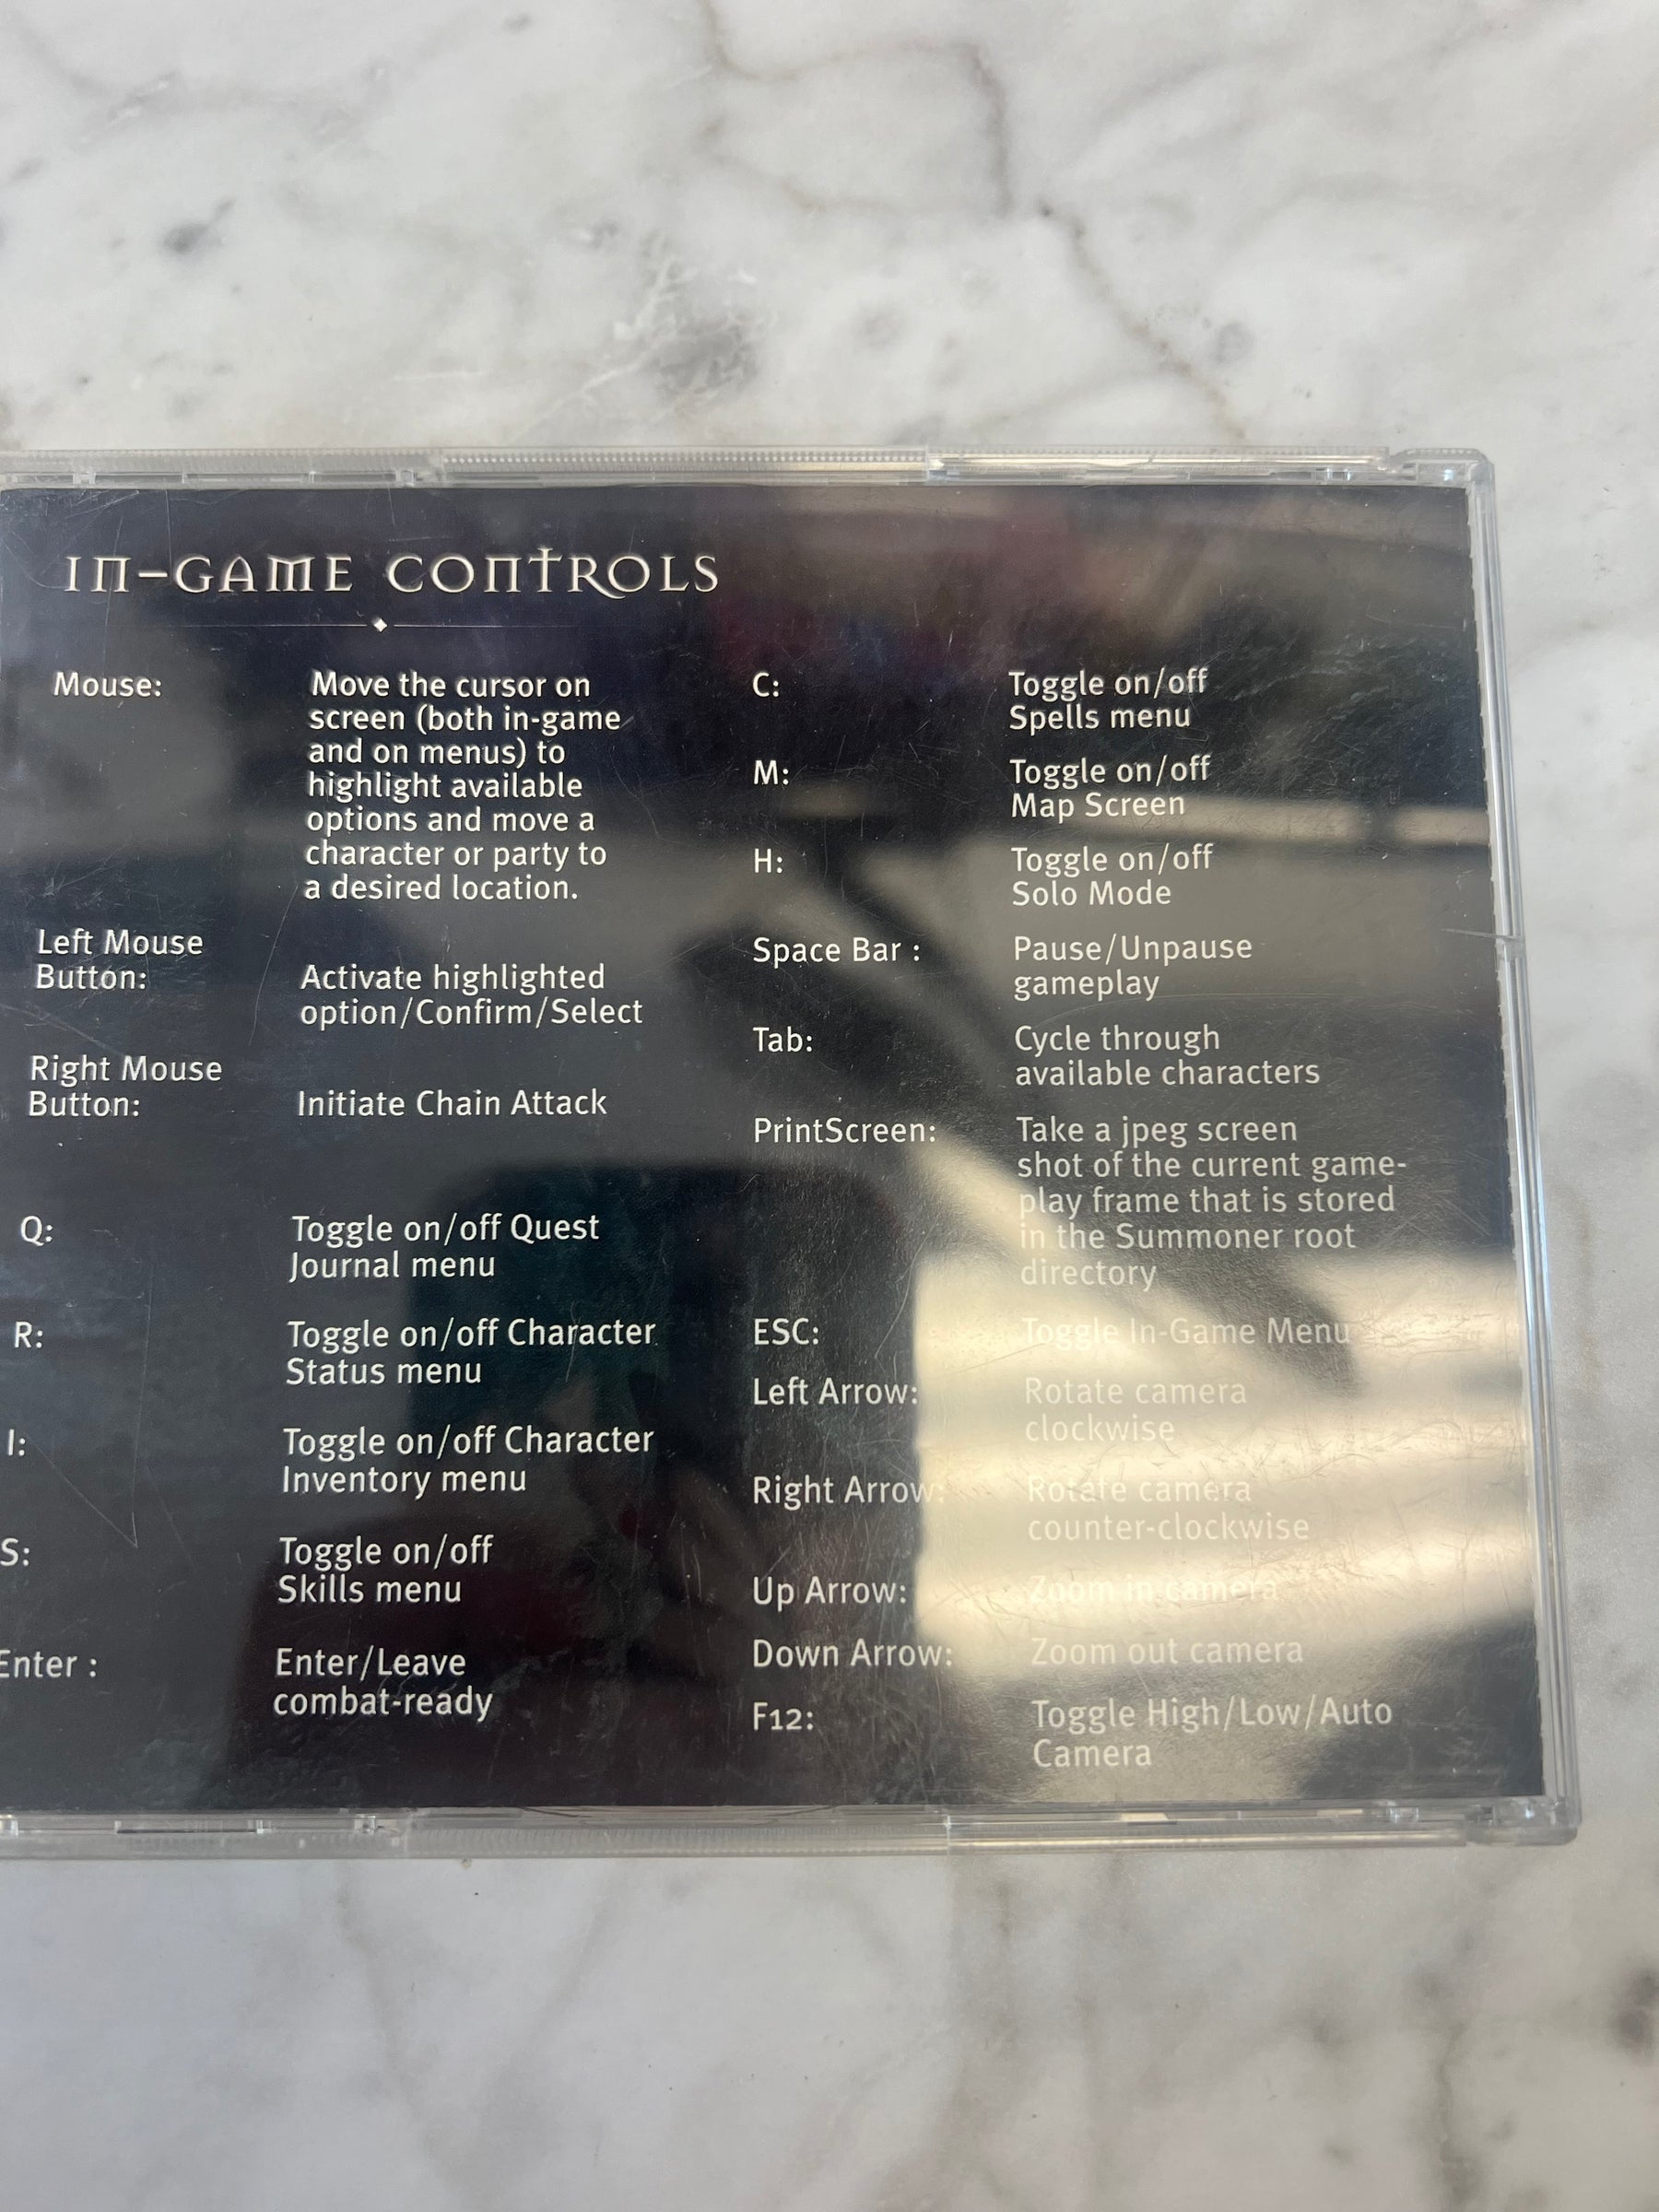 IN-GAME CONTROLS
Mouse: Move the cursor on
screen (both in-game
and on menus) to
highlight available
options and move a
character or party to
a desired location.
Left Mouse
Button: Activate highlighted
option/Confirm/Select
Right Mouse
Button: Initiate Chain Attack
Q: Toggle on/off Quest
Journal menu
R: Toggle on/off Character
Status menu
I: Toggle on/off Character
Inventory menu
S: Toggle on/off
Skills menu
Enter : Enter/Leave
combat-ready
C: Toggle on/off
Spells menu
M: Toggle on/off
Map Screen
H: Toggle on/off
Solo Mode
Space Bar : Pause/Unpause
gameplay
Tab: Cycle through
available characters
PrintScreen: Take a jpeg screen
shot of the current game-
play frame that is stored
in the Summoner root
directory
ESC: Toggle In-Game Menu
Left Arrow: Rotate camera
clockwise
Right Arrow: Rotate camera
counter-clockwise
Up Arrow: Zoom in camera
Down Arrow: Zoom out camera
F12: Toggle High/Low/Auto
Camera